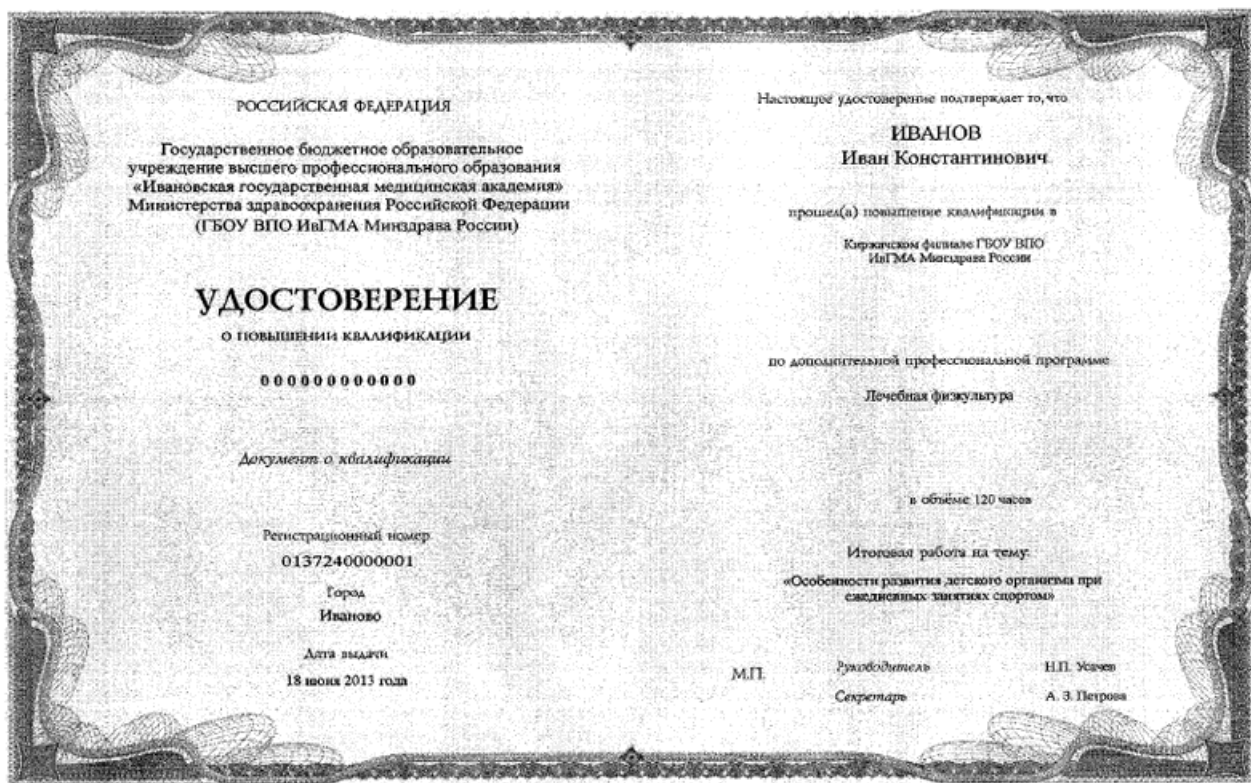 РОССИЙСКАЯ ФЕДЕРАЦИЯ
Государственное бюджетное образовательное
учреждение высшего профессионального образования
«Ивановская государственная медицинская академия»
Министерства здравоохранения Российской Федерации
(ГБОУ ВПО ИвГМА Минздрава России)
УДОСТОВЕРЕНИЕ
О ПОВЫШЕНИИ КВАЛИФИКАЦИИ
000000000000
Документ о квалификации
Регистрационный номер
0137240000001
Город
Иваново
Дата выдачи
18 июня 2013 года
Настоящее удостоверение подтверждает то, что
ИВАНОВ
Иван Константинович
прошел(а) повышение квалификации в
Киржачском филиале ГБОУ ВПО
ИвГМА Минздрава России
по дополнительной профессиональной программе
Лечебная физкультура
в объёме 120 часов
Итоговая работа на тему:
«Особенности развития детского организма при
ежедневных занятиях спортом»
М.П.
Руководитель Н.П. Усачев
Секретарь А. З. Петрова